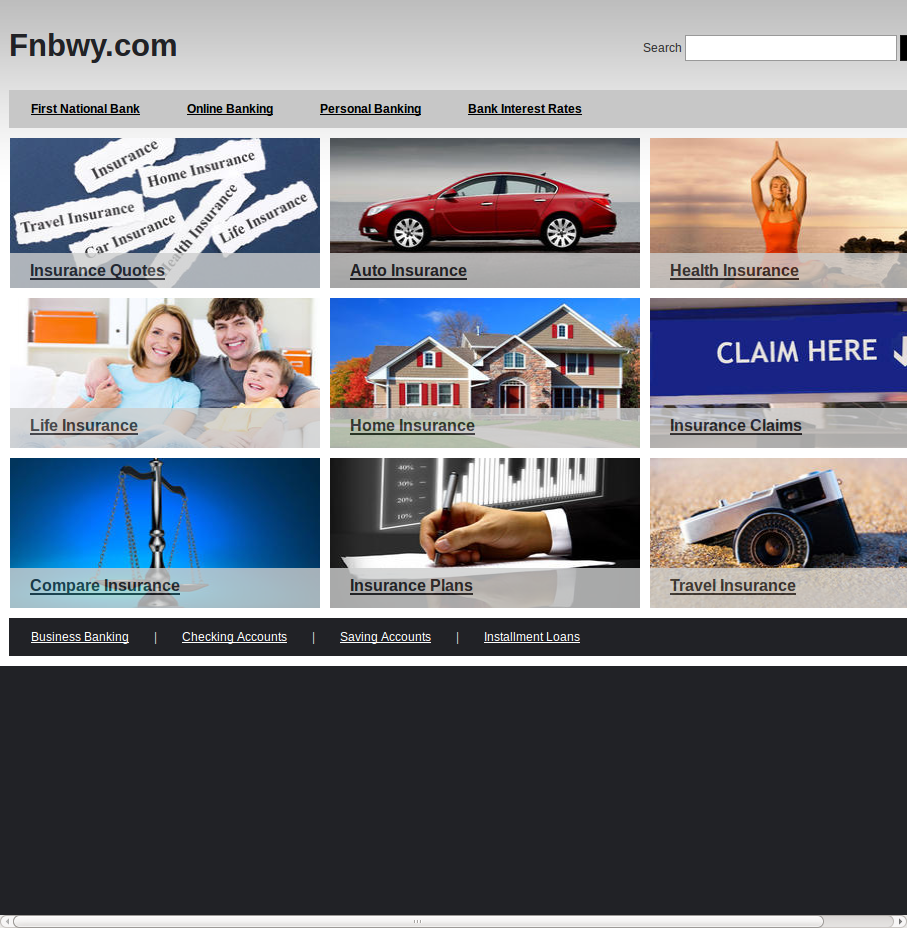 Fnbwy.com
Search
First National Bank
Online Banking
Personal Banking
Bank Interest Rates
Insurance
Home Insurance
Travel Insurance
Car Insurance
Health Insurance
Life Insurance
Insurance Quotes
Auto Insurance
Health Insurance
Life Insurance
Home Insurance
CLAIM HERE
Insurance Claims
40%
30%
20%
10%
Compare Insurance
Insurance Plans
Travel Insurance
Business Banking | Checking Accounts | Saving Accounts | Installment Loans